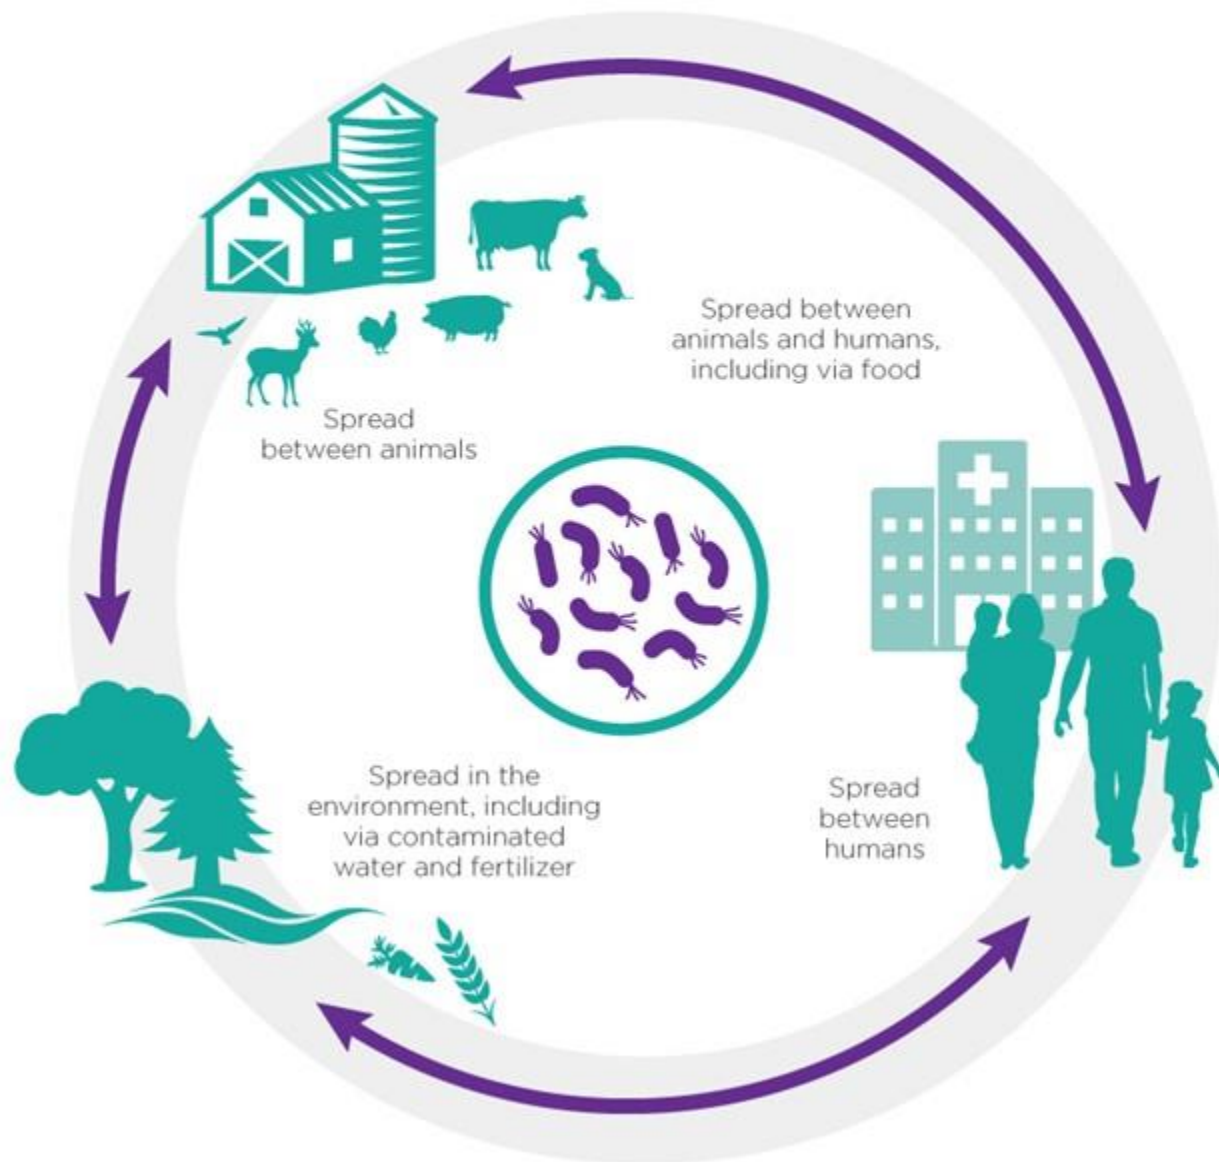 Spread between
animals and humans,
including via food
Spread
between animals
Spread in the
environment, including
via contaminated
water and fertilizer
Spread
between
humans